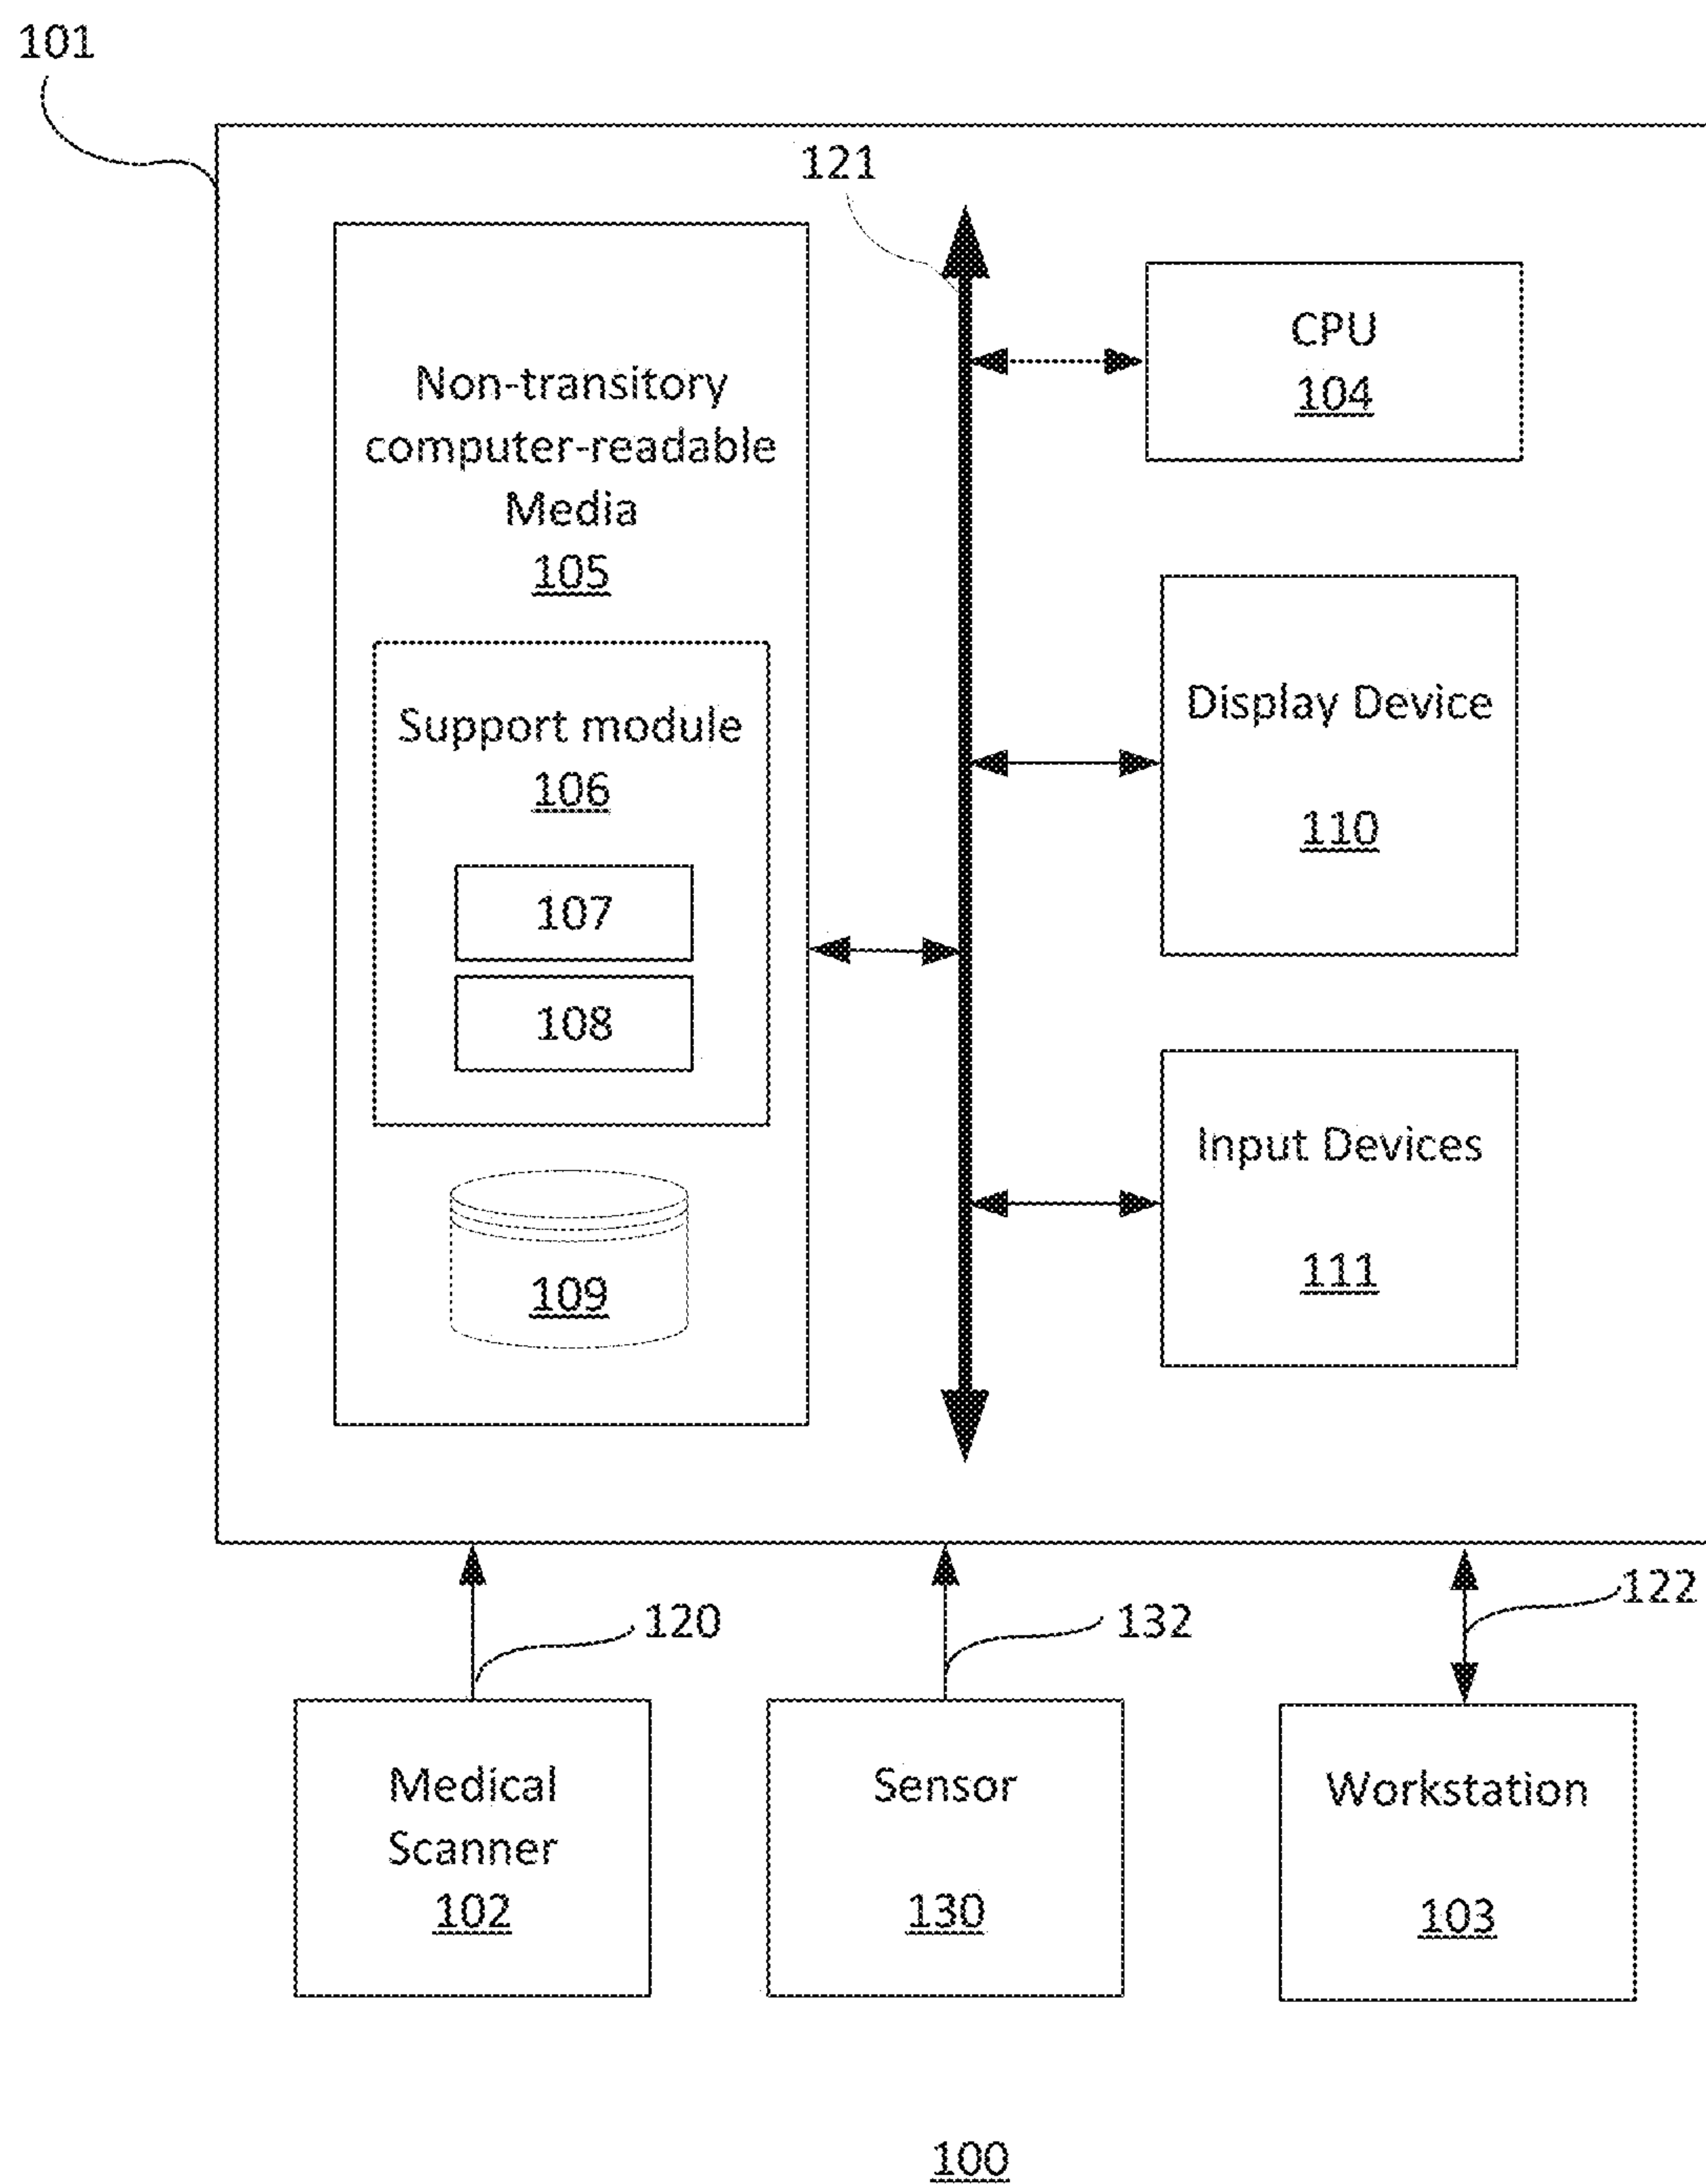 101
121
Non-transitory
computer-readable
Media
105
Support module
106
107
108
109
CPU
104
Display Device
110
Input Devices
111
120
132
122
Medical
Scanner
102
Sensor
130
Workstation
103
100